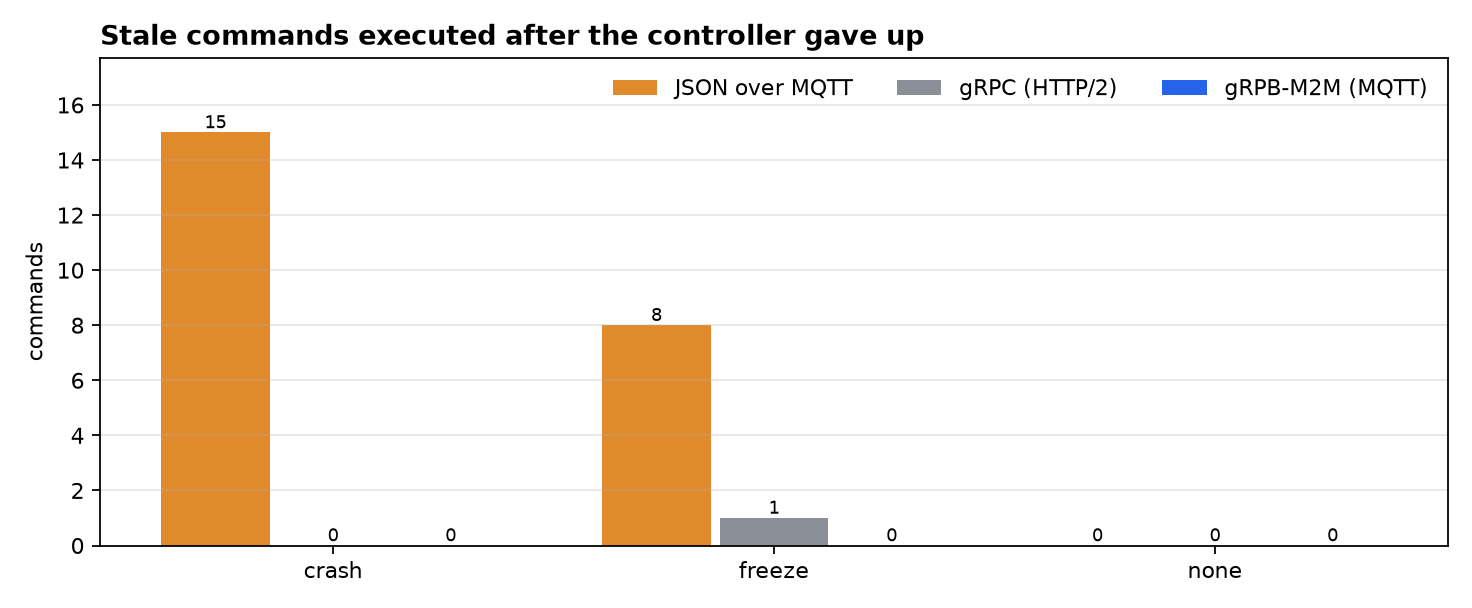 Stale commands executed after the controller gave up
JSON over MQTT gRPC (HTTP/2) gRPB-M2M (MQTT)
commands
16
14
12
10
8
6
4
2
0
15 0 0
8 1 0
0 0 0
crash freeze none